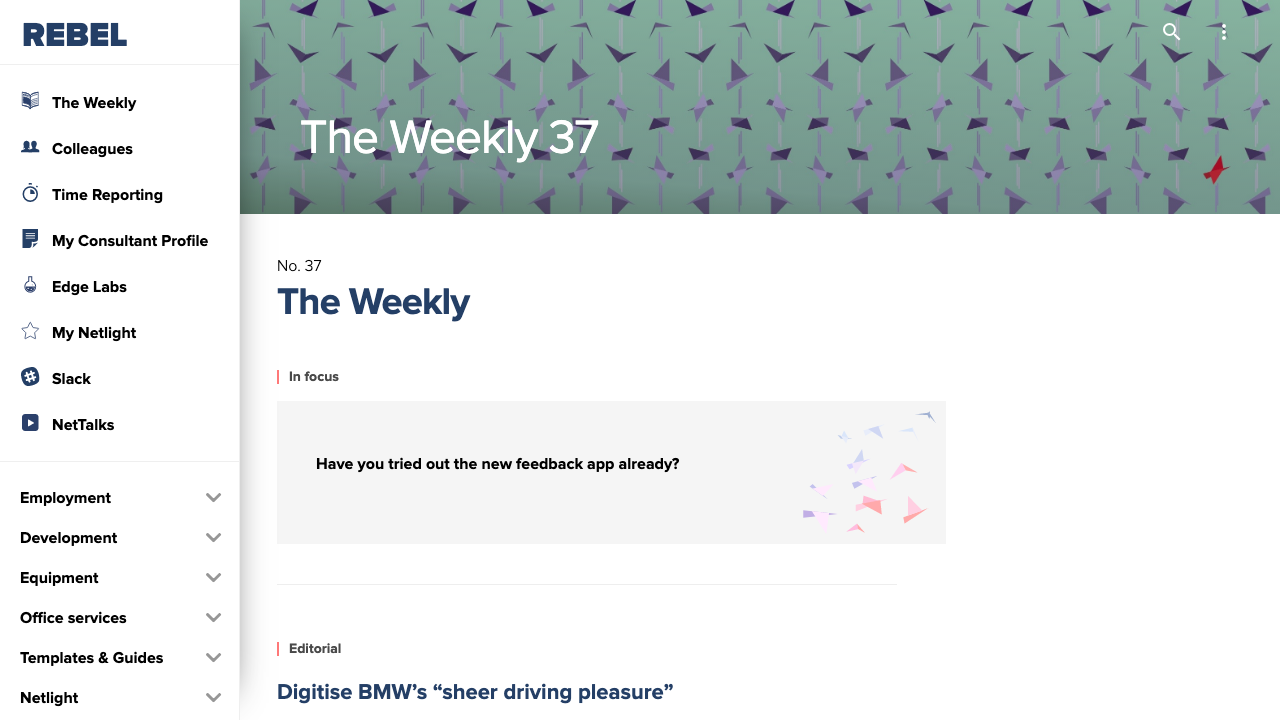 REBEL
The Weekly
Colleagues
Time Reporting
My Consultant Profile
Edge Labs
My Netlight
Slack
NetTalks
Employment
Development
Equipment
Office services
Templates & Guides
Netlight
The Weekly 37
No. 37
The Weekly
In focus
Have you tried out the new feedback app already?
Editorial
Digitise BMW’s “sheer driving pleasure”